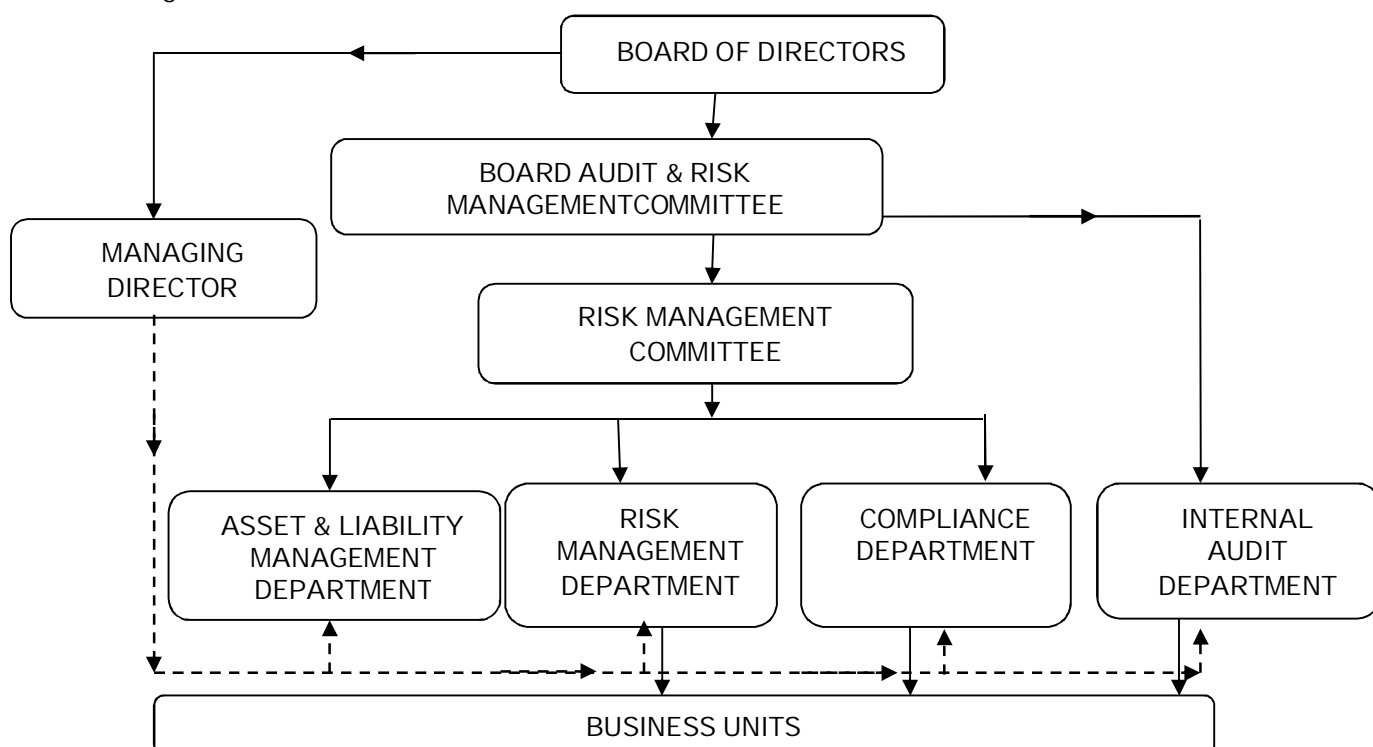 BOARD OF DIRECTORS
BOARD AUDIT & RISK
MANAGEMENTCOMMITTEE
MANAGING
DIRECTOR
RISK MANAGEMENT
COMMITTEE
ASSET & LIABILITY
MANAGEMENT
DEPARTMENT
RISK
MANAGEMENT
DEPARTMENT
COMPLIANCE
DEPARTMENT
INTERNAL
AUDIT
DEPARTMENT
BUSINESS UNITS